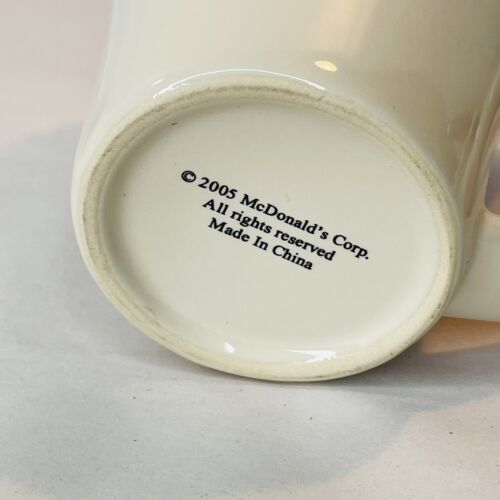 © 2005 McDonald's Corp.
All rights reserved
Made In China